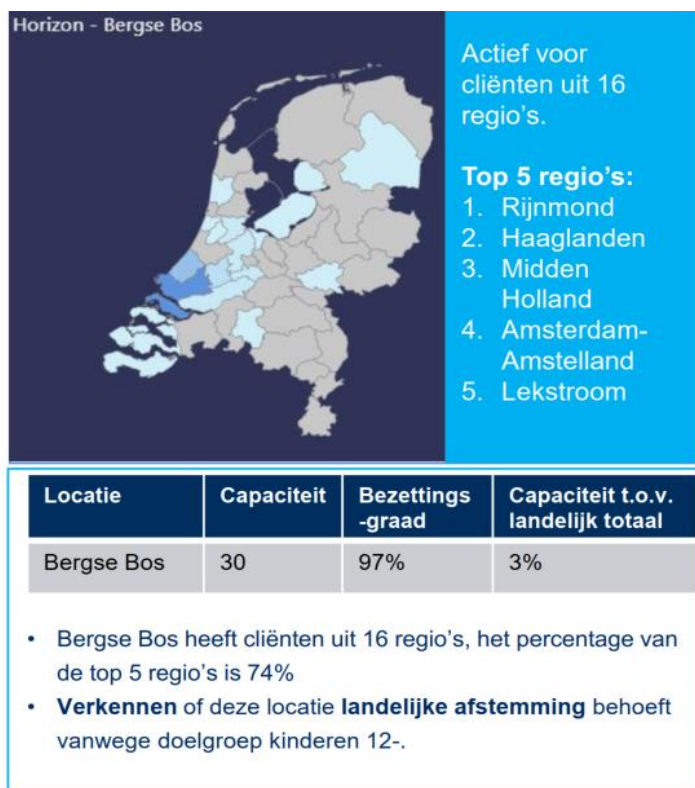 Horizon - Bergse Bos
Actief voor
cliënten uit 16
regio's.
Top 5 regio's:
1. Rijnmond
2. Haaglanden
3. Midden
Holland
4. Amsterdam-
Amstelland
5. Lekstroom
Locatie Capaciteit Bezettings Capaciteit t.o.v.
-graad landelijk totaal
Bergse Bos 30 97% 3%
• Bergse Bos heeft cliënten uit 16 regio's, het percentage van
de top 5 regio's is 74%
• Verkennen of deze locatie landelijke afstemming behoeft
vanwege doelgroep kinderen 12-.